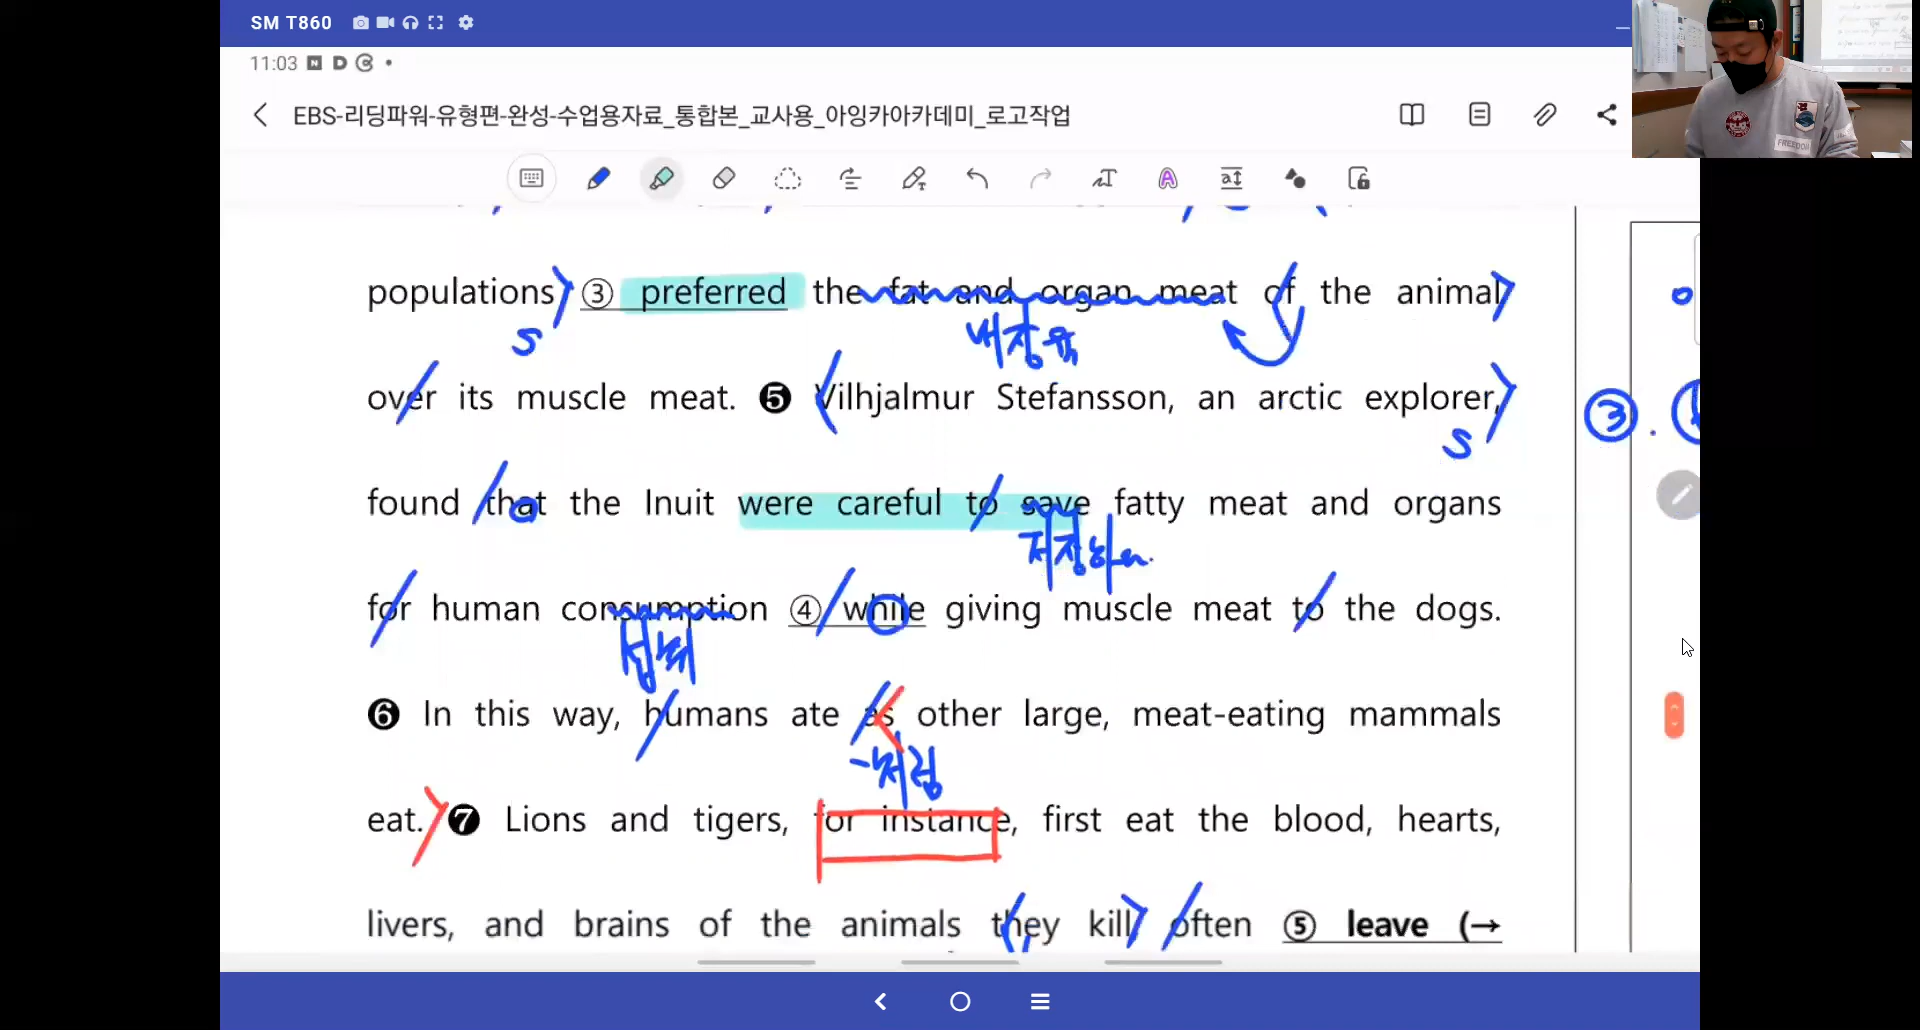 SM T860
11:03
EBS-리딩파워-유형편-완성-수업용자료_통합본_교사용_아잉카아카데미_로고작업
populations ③ preferred the fat and organ meat of the animal
S 내장육
over its muscle meat. ❺ Vilhjalmur Stefansson, an arctic explorer,
S ③.
found that the Inuit were careful to save fatty meat and organs
저장하는
for human consumption ④ while giving muscle meat to the dogs.
섭취
❻ In this way, humans ate as other large, meat-eating mammals
~처럼
eat. ❼ Lions and tigers, for instance, first eat the blood, hearts,
livers, and brains of the animals they kill, often ⑤ leave (→
FREEDOM